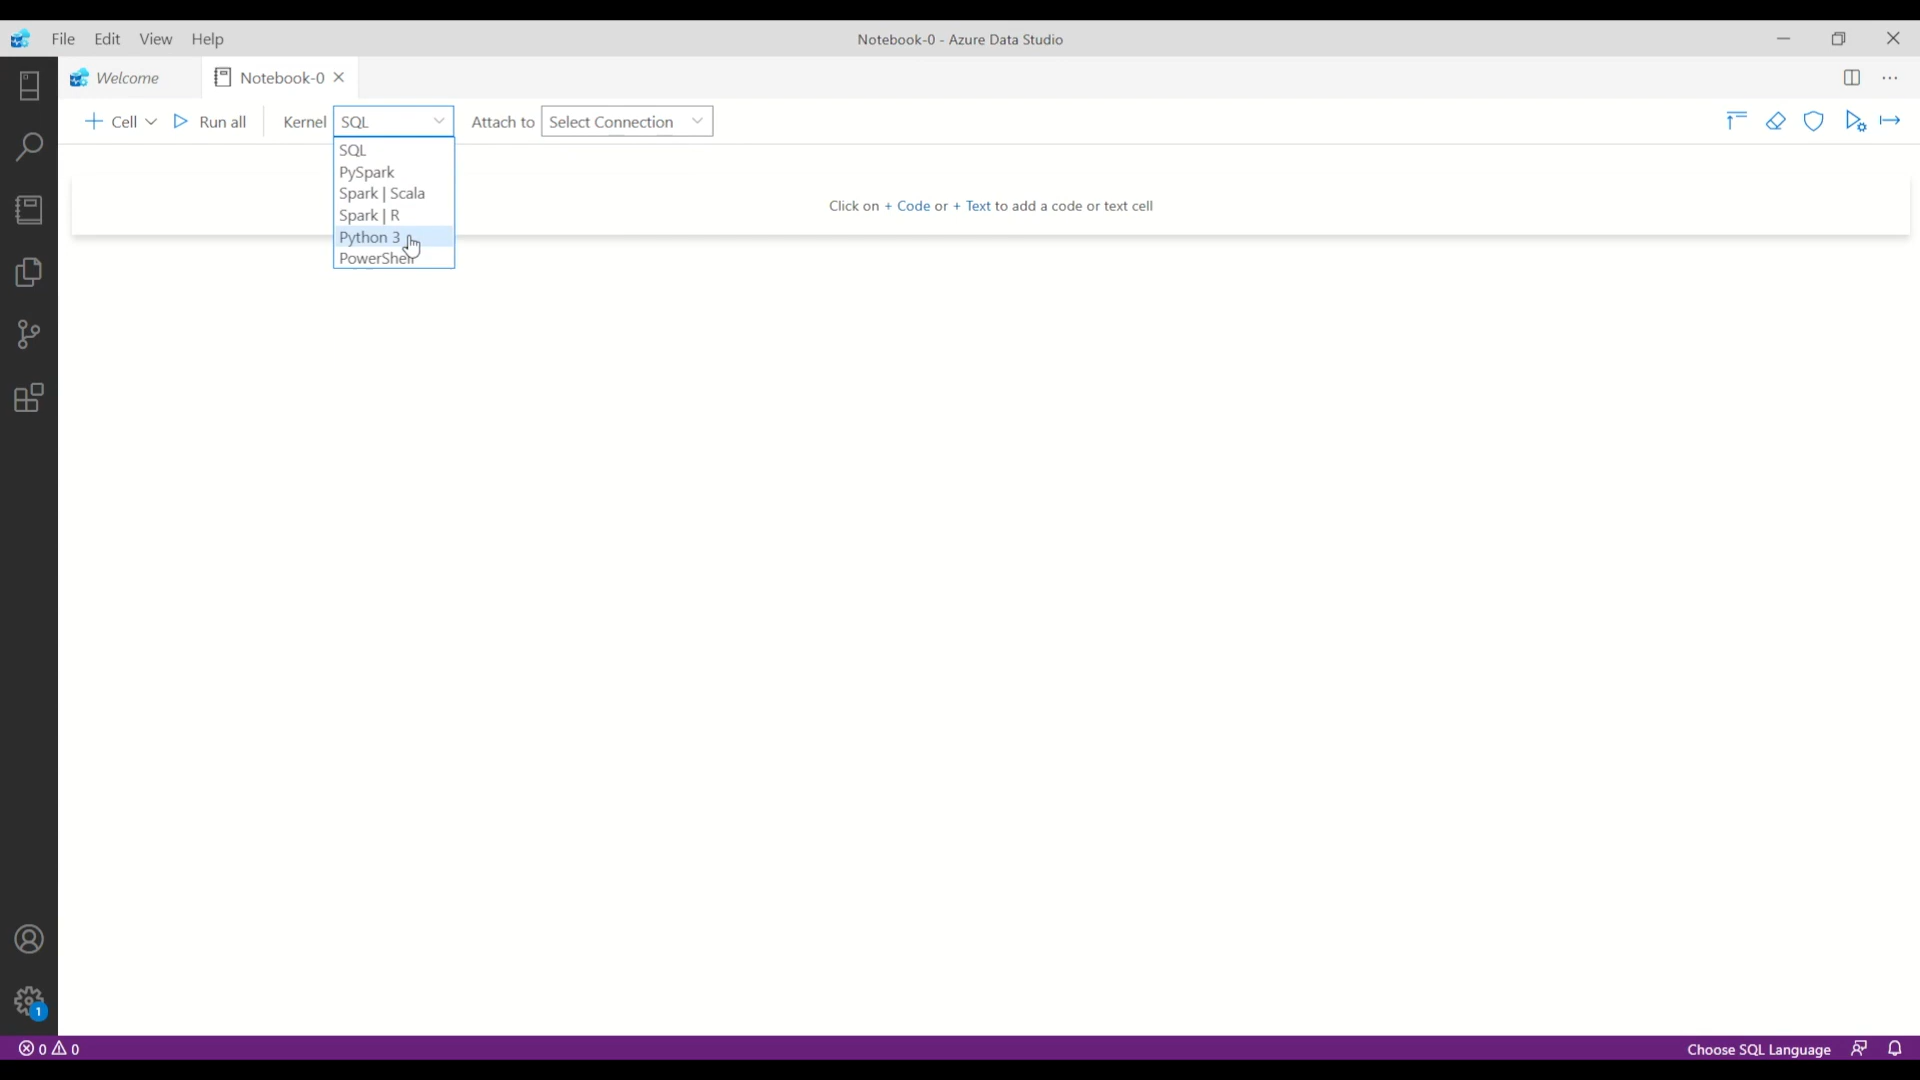 File Edit View Help
Notebook-0 - Azure Data Studio
Welcome
Notebook-0
Cell
Run all
Kernel
SQL
Attach to
Select Connection
SQL
PySpark
Spark | Scala
Spark | R
Python 3
PowerShell
Click on + Code or + Text to add a code or text cell
1
0 0
Choose SQL Language